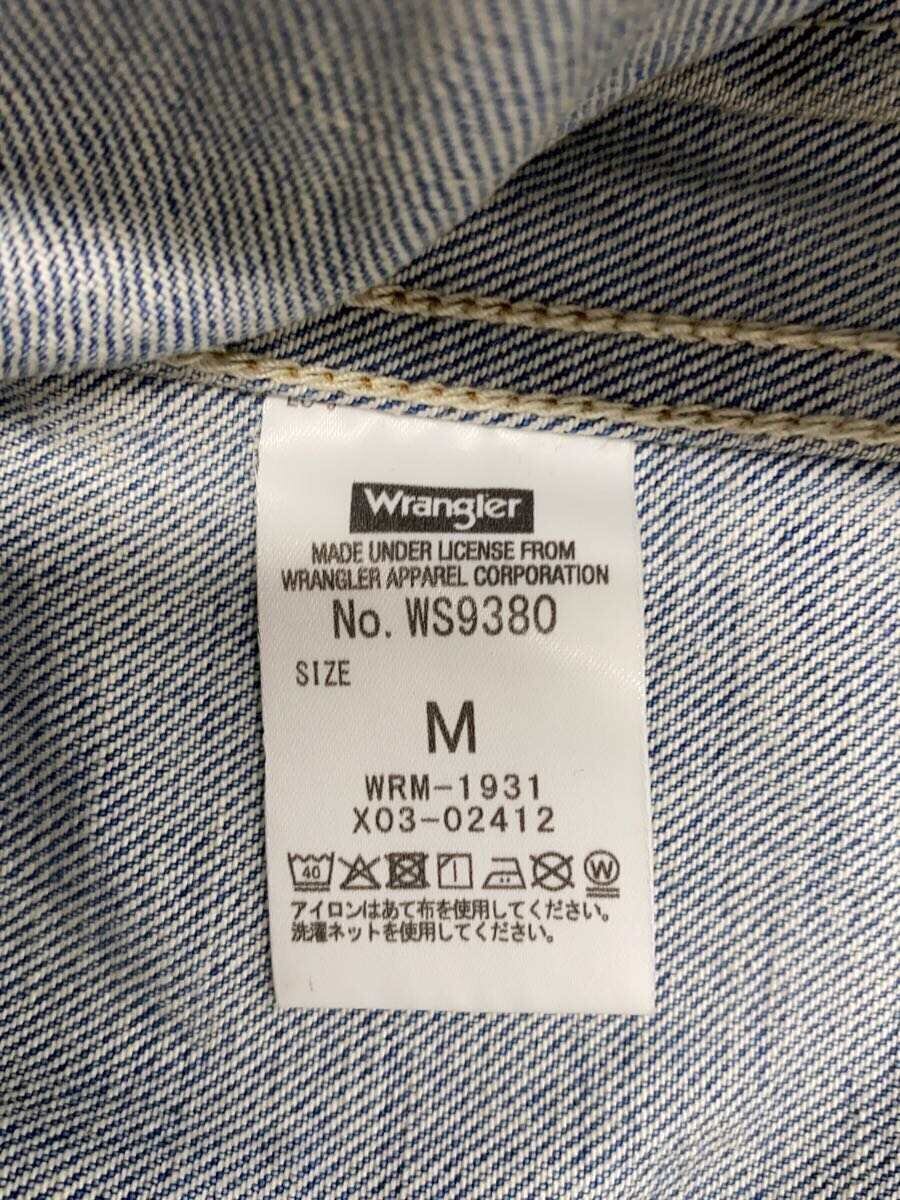 Wrangler
MADE UNDER LICENSE FROM
WRANGLER APPAREL CORPORATION
No. WS9380
SIZE
M
WRM-1931
X03-02412
40
W
アイロンはあて布を使用してください。
洗濯ネットを使用してください。